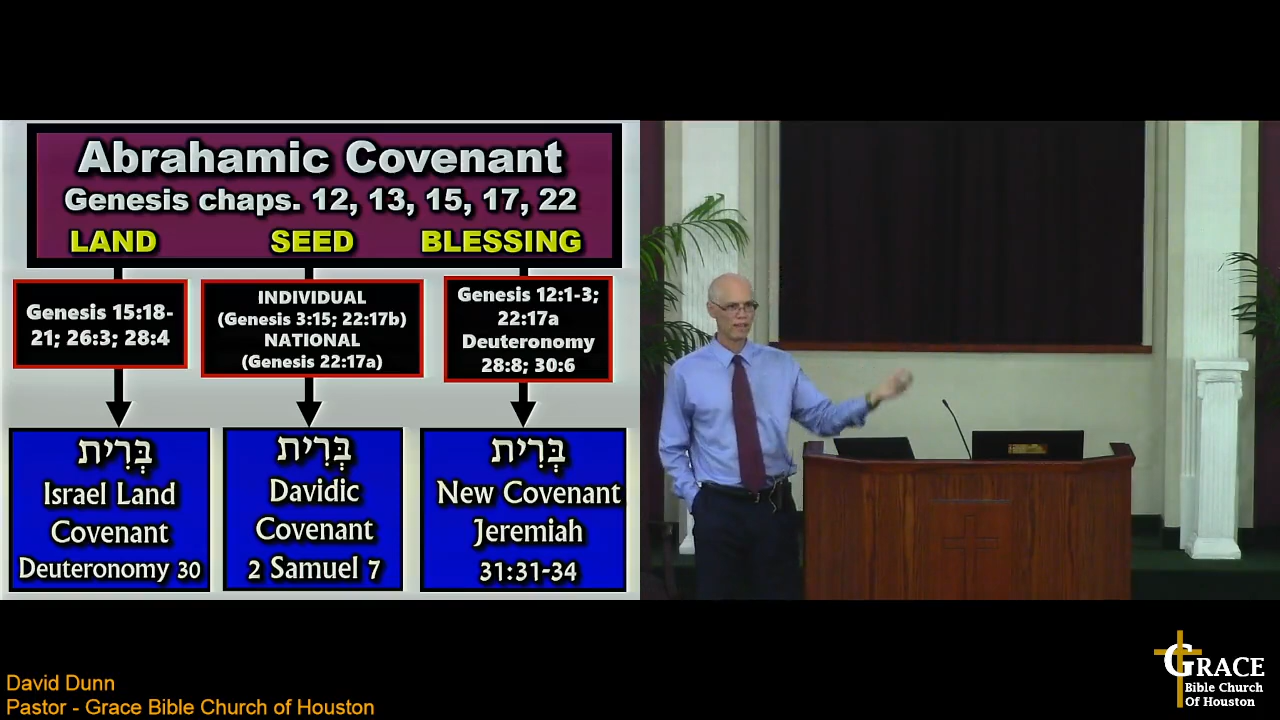 Abrahamic Covenant
Genesis chaps. 12, 13, 15, 17, 22
LAND SEED BLESSING
Genesis 15:18-
21; 26:3; 28:4
INDIVIDUAL
(Genesis 3:15; 22:17b)
NATIONAL
(Genesis 22:17a)
Genesis 12:1-3;
22:17a
Deuteronomy
28:8; 30:6
בְּרִית
Israel Land
Covenant
Deuteronomy 30
בְּרִית
Davidic
Covenant
2 Samuel 7
בְּרִית
New Covenant
Jeremiah
31:31-34
David Dunn
Pastor - Grace Bible Church of Houston
GRACE
Bible Church
Of Houston